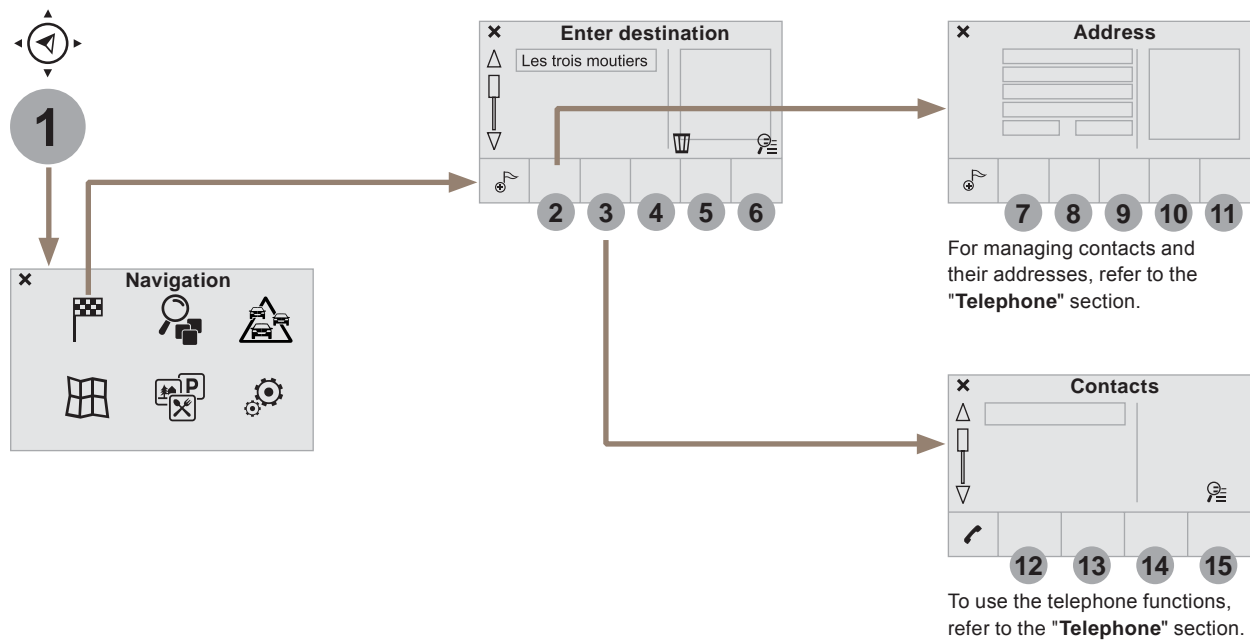 1
Navigation
P
Enter destination
Les trois moutiers
2 3 4 5 6
Address
7 8 9 10 11
For managing contacts and
their addresses, refer to the
"Telephone" section.
Contacts
12 13 14 15
To use the telephone functions,
refer to the "Telephone" section.